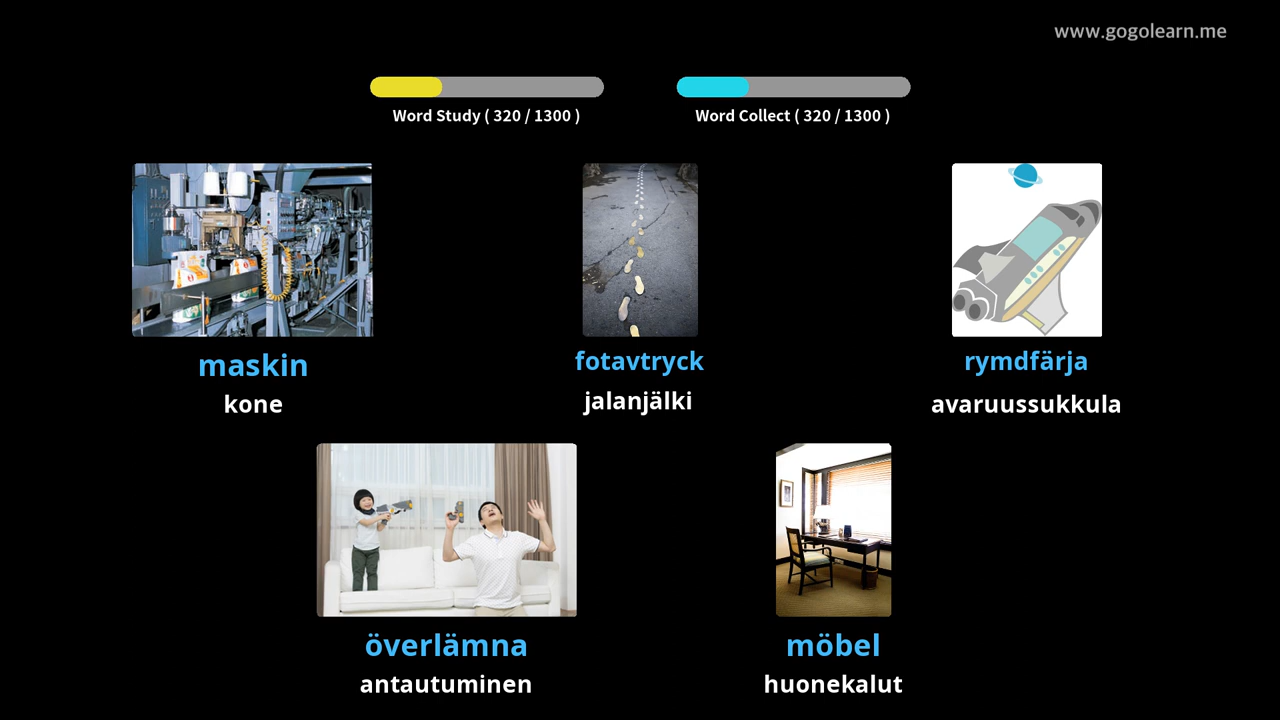 www.gogolearn.me
Word Study ( 320 / 1300 )
Word Collect ( 320 / 1300 )
maskin
kone
fotavtryck
jalanjälki
rymdfärja
avaruussukkula
överlämna
antautuminen
möbel
huonekalut